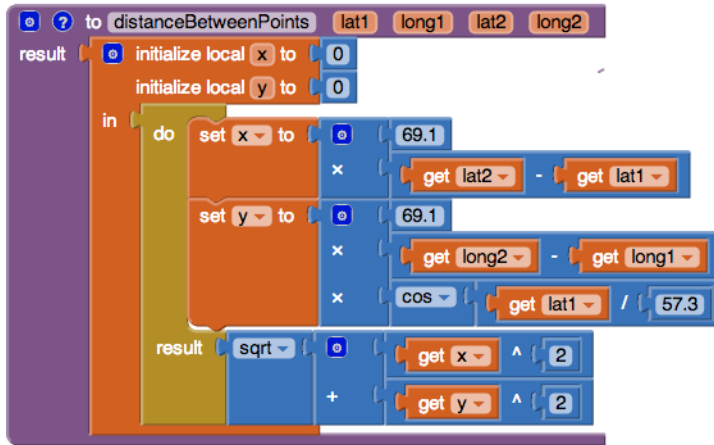 ? to distanceBetweenPoints lat1 long1 lat2 long2
result initialize local x to 0
initialize local y to 0
in do set x to 69.1
× get lat2 - get lat1
set y to 69.1
× get long2 - get long1
× cos get lat1 / 57.3
result sqrt get x ^ 2
+ get y ^ 2